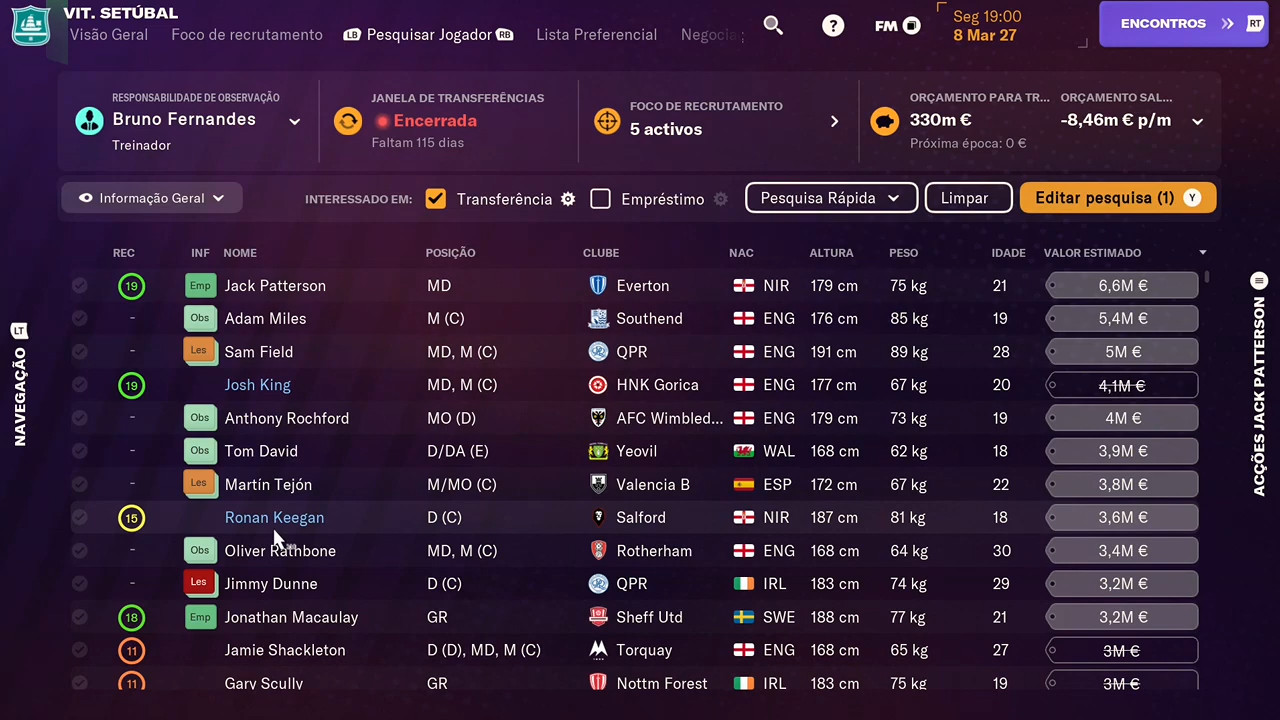 VIT. SETÚBAL
Visão Geral Foco de recrutamento LB Pesquisar Jogador RB Lista Preferencial
? FM Seg 19:00
8 Mar 27
ENCONTROS RT
RESPONSABILIDADE DE OBSERVAÇÃO
Bruno Fernandes
Treinador
JANELA DE TRANSFERÊNCIAS
Encerrada
Faltam 115 dias
FOCO DE RECRUTAMENTO
5 activos
ORÇAMENTO PARA TR... ORÇAMENTO SAL...
330m € -8,46m € p/m
Próxima época: 0 €
Informação Geral INTERESSADO EM: Transferência Empréstimo Pesquisa Rápida Limpar Editar pesquisa (1) Y
REC INF NOME POSIÇÃO CLUBE NAC ALTURA PESO IDADE VALOR ESTIMADO
19 Emp Jack Patterson MD Everton NIR 179 cm 75 kg 21 6,6M €
- Obs Adam Miles M (C) Southend ENG 176 cm 85 kg 19 5,4M €
- Les Sam Field MD, M (C) QPR ENG 191 cm 89 kg 28 5M €
19 Josh King MD, M (C) HNK Gorica ENG 177 cm 67 kg 20 4,1M €
- Obs Anthony Rochford MO (D) AFC Wimbled... ENG 179 cm 73 kg 19 4M €
- Obs Tom David D/DA (E) Yeovil WAL 168 cm 62 kg 18 3,9M €
- Les Martín Tejón M/MO (C) Valencia B ESP 172 cm 67 kg 22 3,8M €
15 Ronan Keegan D (C) Salford NIR 187 cm 81 kg 18 3,6M €
- Obs Oliver Rathbone MD, M (C) Rotherham ENG 168 cm 64 kg 30 3,4M €
- Les Jimmy Dunne D (C) QPR IRL 183 cm 74 kg 29 3,2M €
18 Emp Jonathan Macaulay GR Sheff Utd SWE 188 cm 77 kg 21 3,2M €
11 Jamie Shackleton D (D), MD, M (C) Torquay ENG 168 cm 65 kg 27 3M €
11 Gary Scully GR Nottm Forest IRL 183 cm 75 kg 19 3M €
NAVEGAÇÃO LT
ACÇÕES JACK PATTERSON